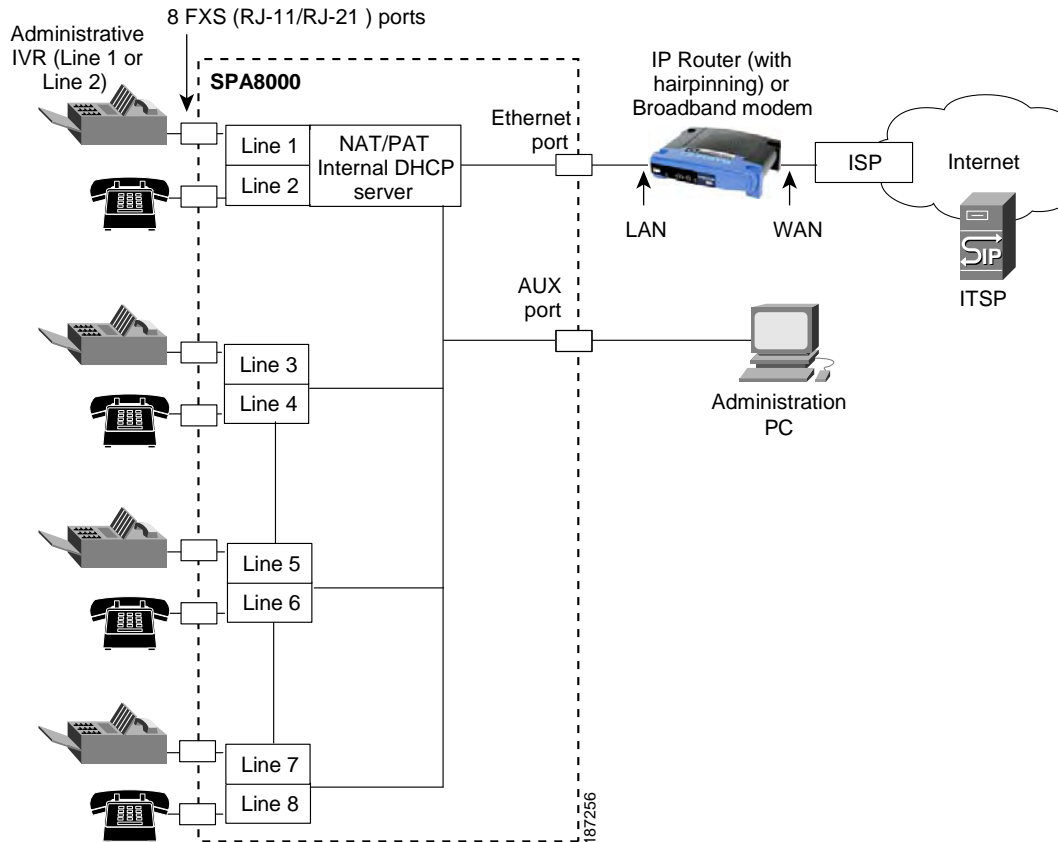 8 FXS (RJ-11/RJ-21 ) ports
Administrative
IVR (Line 1 or
Line 2)
SPA8000
Line 1
Line 2
NAT/PAT
Internal DHCP
server
Ethernet
port
IP Router (with
hairpinning) or
Broadband modem
LAN
WAN
ISP
Internet
SIP
ITSP
AUX
port
Administration
PC
Line 3
Line 4
Line 5
Line 6
Line 7
Line 8
187256